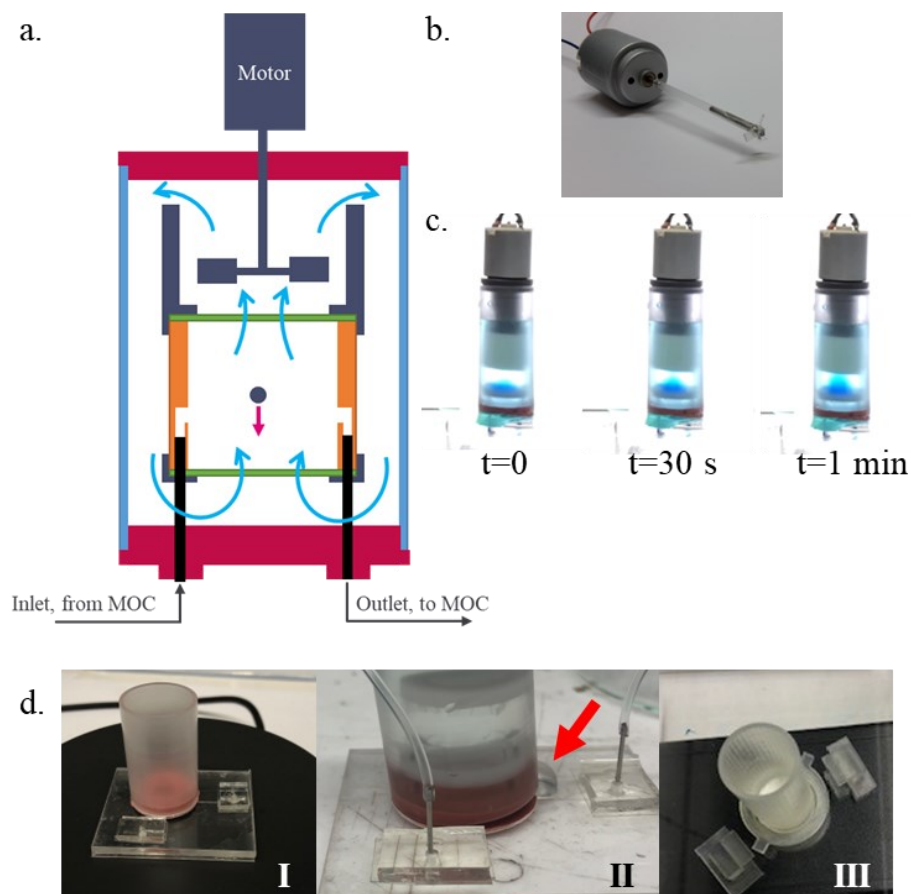 a.
Motor
Inlet, from MOC
Outlet, to MOC
b.
c.
t=0
t=30 s
t=1 min
d.
I
II
III